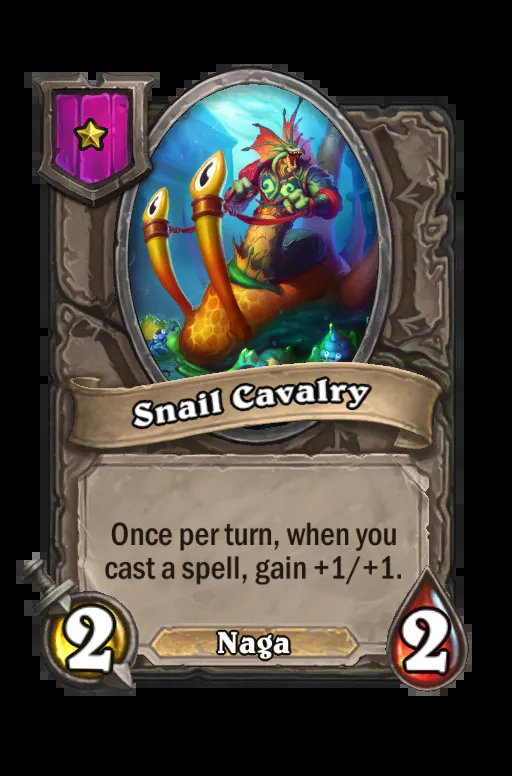 Snail Cavalry
Once per turn, when you
cast a spell, gain +1/+1.
2
Naga
2